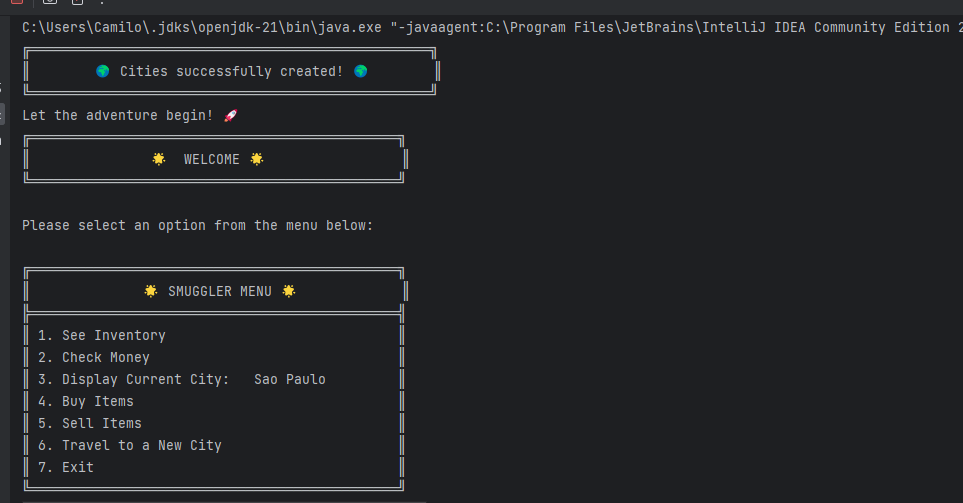 C:\Users\Camilo\.jdks\openjdk-21\bin\java.exe "-javaagent:C:\Program Files\JetBrains\IntelliJ IDEA Community Edition 2
🌍 Cities successfully created! 🌍
Let the adventure begin! 🚀
🌟 WELCOME 🌟
Please select an option from the menu below:
🌟 SMUGGLER MENU 🌟
1. See Inventory
2. Check Money
3. Display Current City: Sao Paulo
4. Buy Items
5. Sell Items
6. Travel to a New City
7. Exit